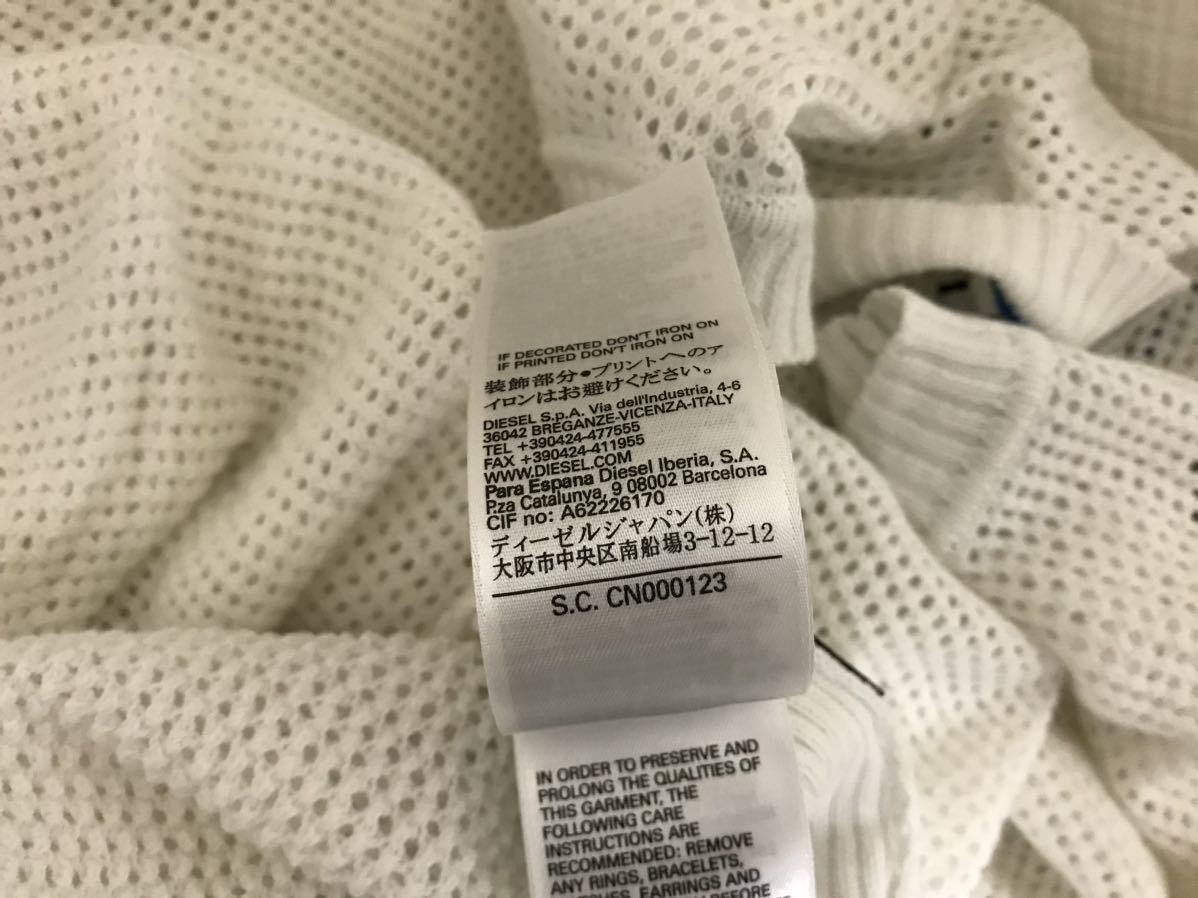 IF DECORATED DON'T IRON ON
IF PRINTED DON'T IRON ON
装飾部分●プリントへのア
イロンはお避けください。
DIESEL S.p.A. Via dell'Industria, 4-6
36042 BREGANZE-VICENZA-ITALY
TEL +390424-477555
FAX +390424-411955
WWW.DIESEL.COM
Para Espana Diesel Iberia, S.A.
P.za Catalunya, 9 08002 Barcelona
CIF no: A62226170
ディーゼルジャパン(株)
大阪市中央区南船場3-12-12
S.C. CN000123
IN ORDER TO PRESERVE AND
PROLONG THE QUALITIES OF
THIS GARMENT, THE
FOLLOWING CARE
INSTRUCTIONS ARE
RECOMMENDED: REMOVE
ANY RINGS, BRACELETS,
EARRINGS AND
BEFORE